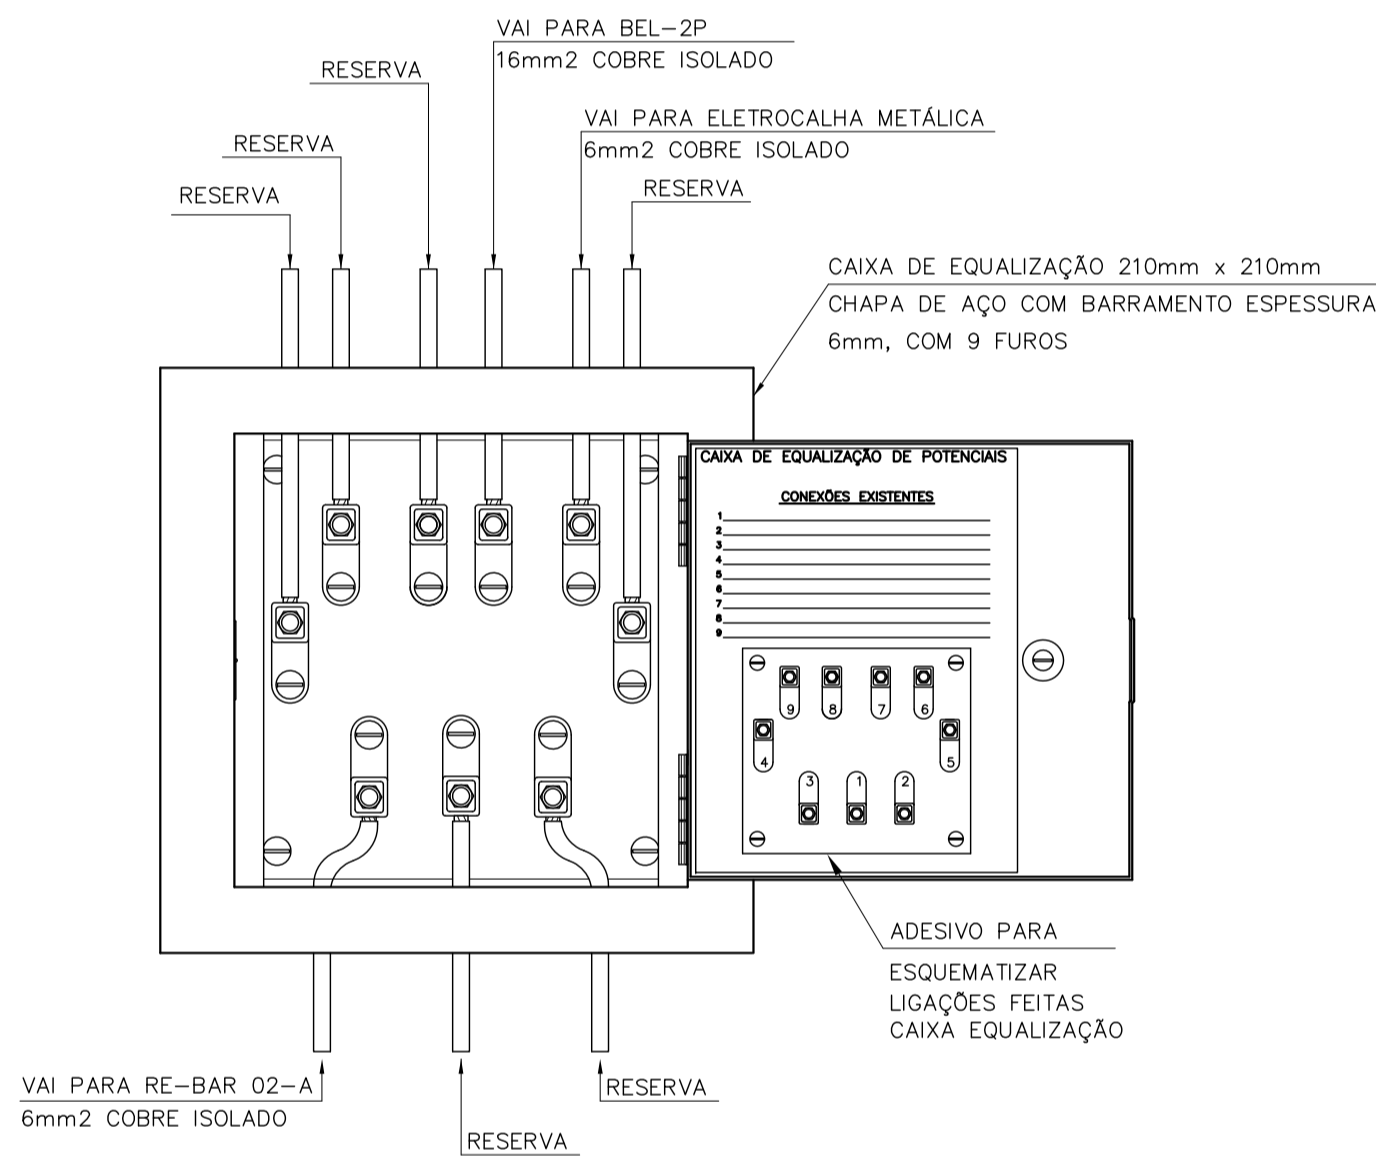 VAI PARA BEL-2P
16mm2 COBRE ISOLADO
RESERVA
VAI PARA ELETROCALHA METÁLICA
6mm2 COBRE ISOLADO
RESERVA
RESERVA
RESERVA
CAIXA DE EQUALIZAÇÃO 210mm x 210mm
CHAPA DE AÇO COM BARRAMENTO ESPESSURA
6mm, COM 9 FUROS
CAIXA DE EQUALIZAÇÃO DE POTENCIAIS
CONEXÕES EXISTENTES
1
2
3
4
5
6
7
8
9
9 8 7 6
4 5
3 1 2
ADESIVO PARA
ESQUEMATIZAR
LIGAÇÕES FEITAS
CAIXA EQUALIZAÇÃO
VAI PARA RE-BAR 02-A
6mm2 COBRE ISOLADO
RESERVA
RESERVA